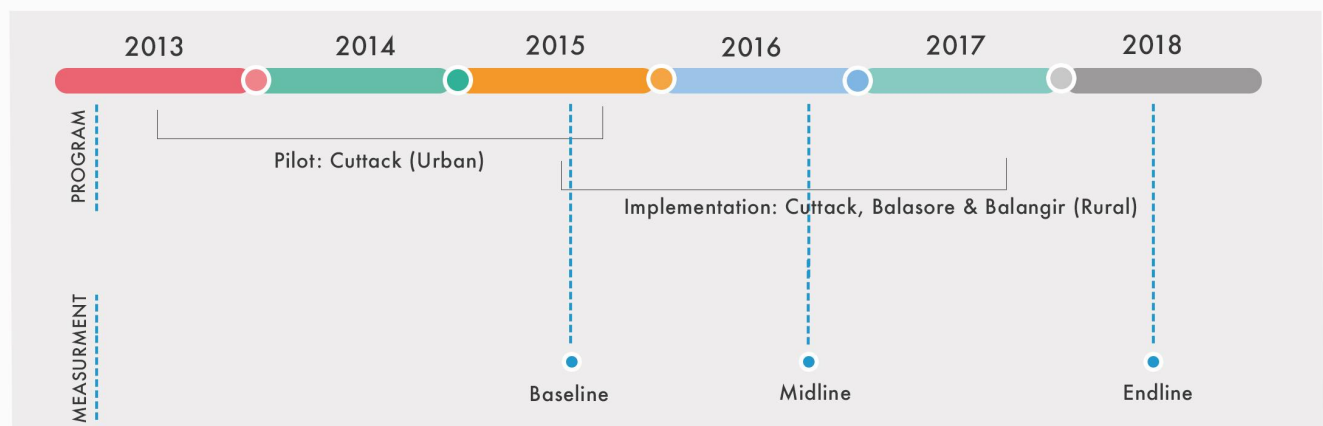 2013 2014 2015 2016 2017 2018
PROGRAM
Pilot: Cuttack (Urban)
Implementation: Cuttack, Balasore & Balangir (Rural)
MEASURMENT
Baseline Midline Endline